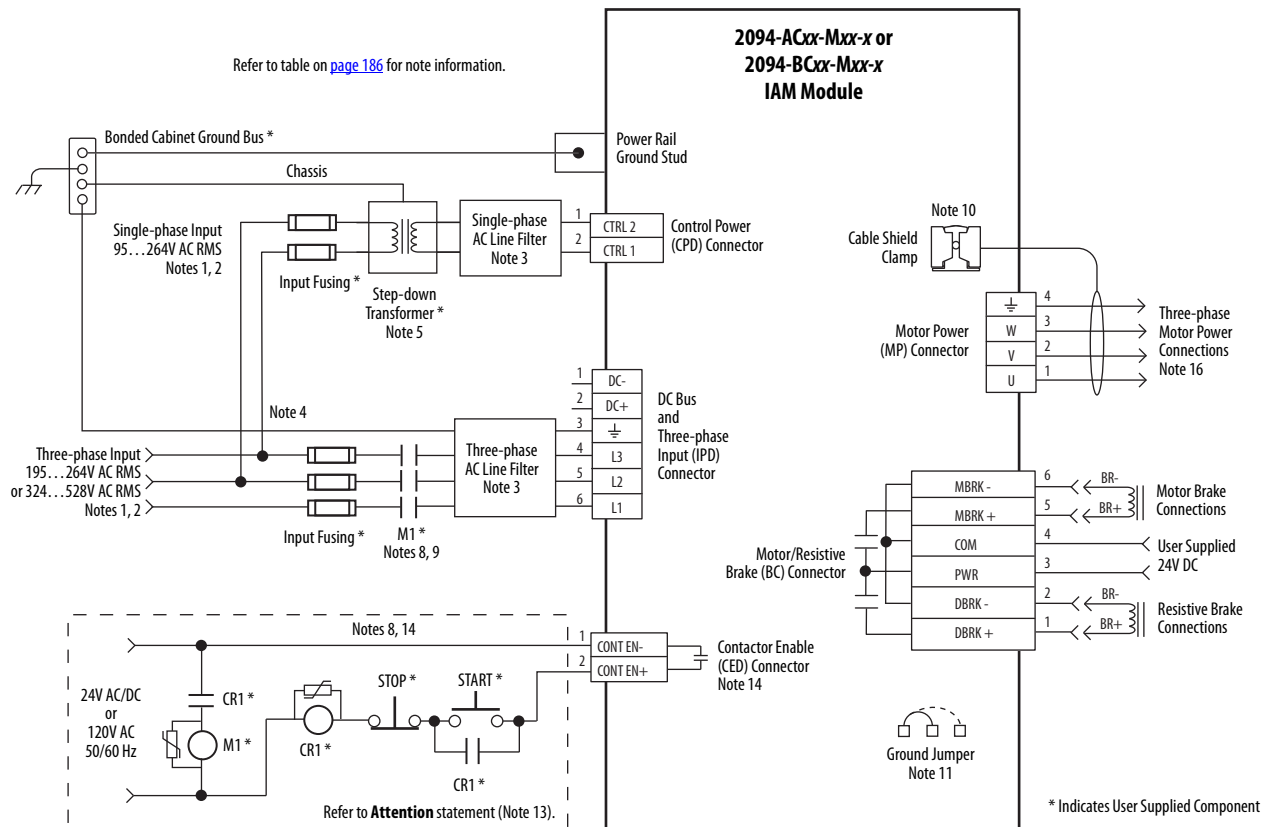 2094-ACxx-Mxx-x or
2094-BCxx-Mxx-x
IAM Module
Refer to table on page 186 for note information.
Bonded Cabinet Ground Bus *
Power Rail
Ground Stud
Chassis
Single-phase Input
95…264V AC RMS
Notes 1, 2
Input Fusing *
Step-down
Transformer *
Note 5
Single-phase
AC Line Filter
Note 3
1
2
CTRL 2
CTRL 1
Control Power
(CPD) Connector
Note 10
Cable Shield
Clamp
Motor Power
(MP) Connector
W
V
U
4
3
2
1
Three-phase
Motor Power
Connections
Note 16
Note 4
Three-phase Input
195…264V AC RMS
or 324…528V AC RMS
Notes 1, 2
Input Fusing *
M1 *
Notes 8, 9
Three-phase
AC Line Filter
Note 3
1
2
3
4
5
6
DC-
DC+
L3
L2
L1
DC Bus
and
Three-phase
Input (IPD)
Connector
Motor/Resistive
Brake (BC) Connector
MBRK -
MBRK +
COM
PWR
DBRK -
DBRK +
6
5
4
3
2
1
BR-
BR+
Motor Brake
Connections
User Supplied
24V DC
BR-
BR+
Resistive Brake
Connections
Notes 8, 14
24V AC/DC
or
120V AC
50/60 Hz
CR1 *
M1 *
CR1 *
STOP *
START *
CR1 *
Refer to Attention statement (Note 13).
1
2
CONT EN-
CONT EN+
Contactor Enable
(CED) Connector
Note 14
Ground Jumper
Note 11
* Indicates User Supplied Component